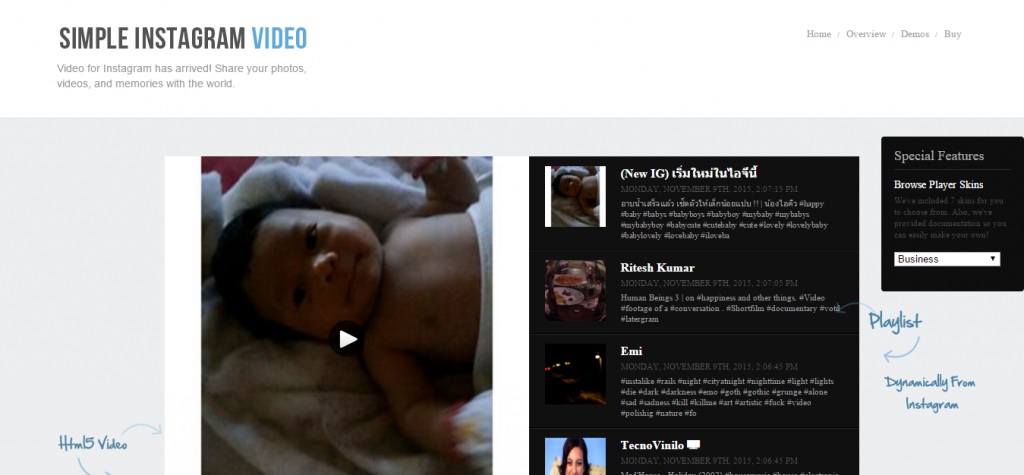 SIMPLE INSTAGRAM VIDEO
Home / Overview / Demos / Buy
Video for Instagram has arrived! Share your photos,
videos, and memories with the world.
(New IG) เริ่มใหม่ในไอจีนี้
MONDAY, NOVEMBER 9TH, 2015, 2:07:15 PM
อาบน้ำเสร็จแล้ว เช็ดตัวให้เด็กน้อยแปบ !! | น้องไอคิว #happy
#baby #babys #babyboys #babyboy #mybaby #mybabys
#mybabyboy #babycute #cutebaby #cute #lovely #lovelybaby
#babylovely #lovebaby #iloveba
Ritesh Kumar
MONDAY, NOVEMBER 9TH, 2015, 2:07:05 PM
Human Beings 3 | on #happiness and other things. #Video
#footage of a #conversation . #Shortfilm #documentary #voto
#latergram
Emi
MONDAY, NOVEMBER 9TH, 2015, 2:06:45 PM
#instalike #rails #night #cityatnight #nighttime #light #lights
#die #dark #darkness #emo #goth #gothic #grunge #alone
#sad #sadness #kill #killme #art #artistic #fuck #video
#polishig #nature #fo
TecnoVinilo
MONDAY, NOVEMBER 9TH, 2015, 2:06:45 PM
Special Features
Browse Player Skins
We've included 7 skins for you
to choose from. Also, we've
provided documentation so you
can easily make your own!
Business
Playlist
Dynamically From
Instagram
Html5 Video